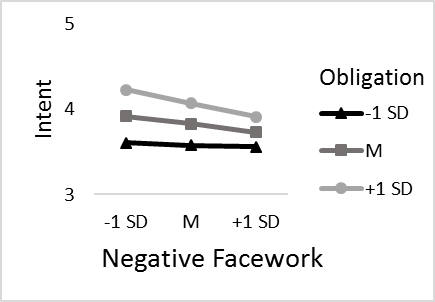 5
4
3
Intent
-1 SD M +1 SD
Negative Facework
Obligation
-1 SD
M
+1 SD